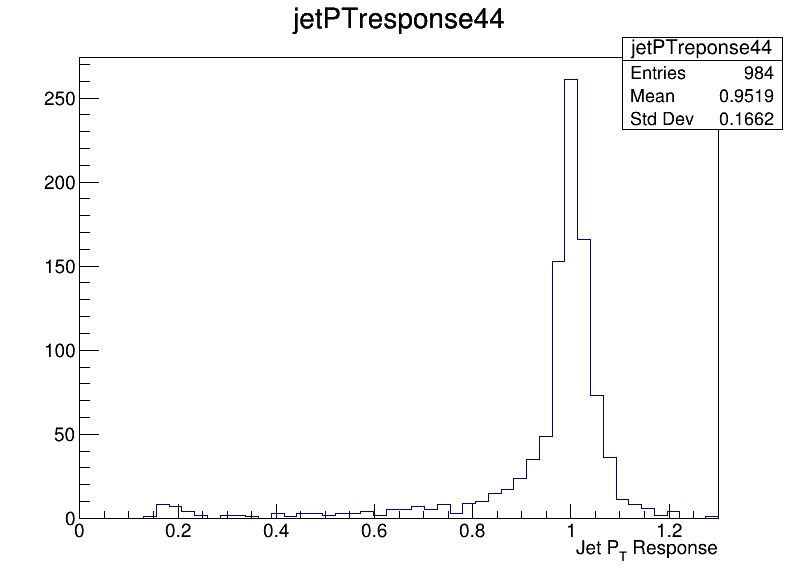 jetPTresponse44
jetPTreponse44
Entries 984
Mean 0.9519
Std Dev 0.1662
250
200
150
100
50
0
0 0.2 0.4 0.6 0.8 1 1.2
Jet P_T Response